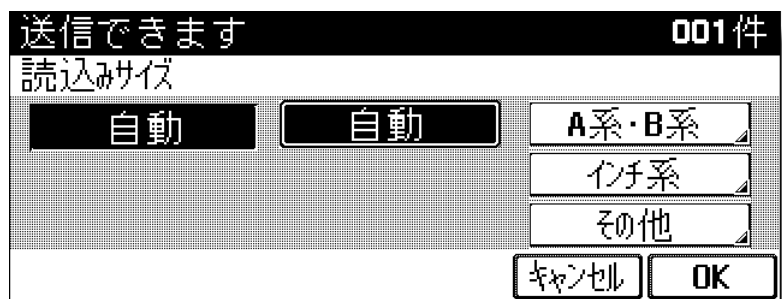 送信できます 001件
読込みサイズ
自動 自動 A系・B系
インチ系
その他
キャンセル OK